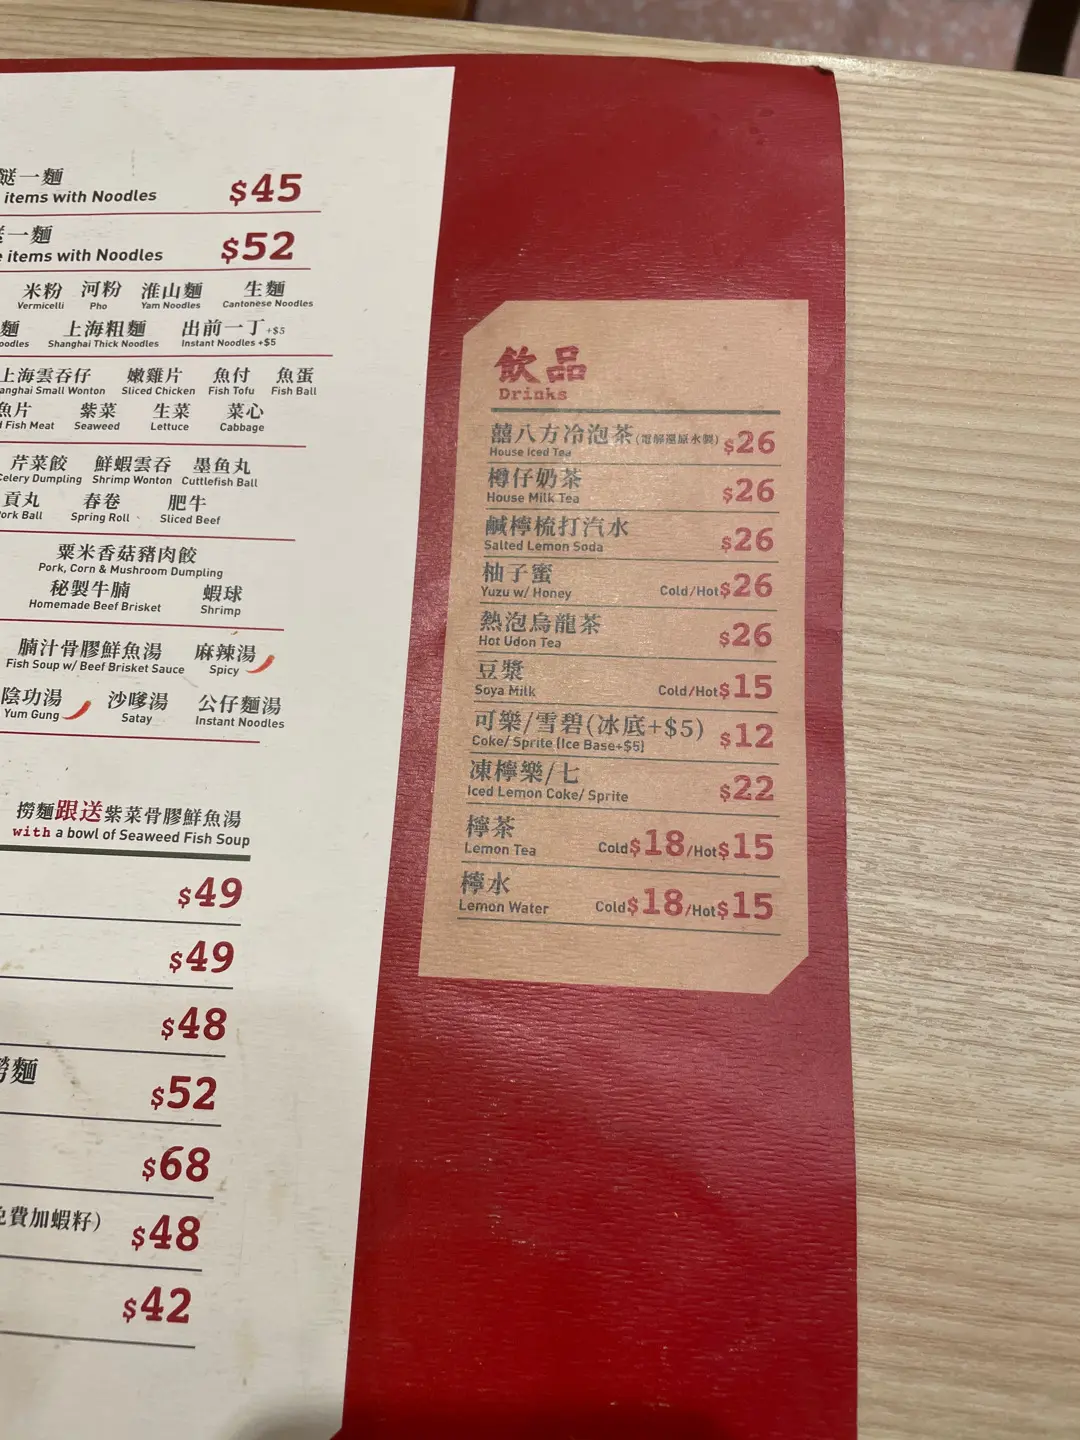 一麵
items with Noodles $45
一麵
items with Noodles $52
米粉 河粉 淮山麵 生麵
Vermicelli Pho Yam Noodles Cantonese Noodles
麵 上海粗麵 出前一丁+$5
Shanghai Thick Noodles Instant Noodles +$5
上海雲吞仔 嫩雞片 魚付 魚蛋
Small Wonton Sliced Chicken Fish Tofu Fish Ball
魚片 紫菜 生菜 菜心
Fish Meat Seaweed Lettuce Cabbage
芹菜餃 鮮蝦雲吞 墨魚丸
Celery Dumpling Shrimp Wonton Cuttlefish Ball
貢丸 春卷 肥牛
Ball Spring Roll Sliced Beef
粟米香菇豬肉餃
Pork, Corn & Mushroom Dumpling
秘製牛腩 蝦球
Homemade Beef Brisket Shrimp
腩汁骨膠鮮魚湯 麻辣湯
Fish Soup w/ Beef Brisket Sauce Spicy
陰功湯 沙嗲湯 公仔麵湯
Yum Gung Satay Instant Noodles
撈麵跟送紫菜骨膠鮮魚湯
with a bowl of Seaweed Fish Soup
$49
$49
$48
撈麵 $52
$68
免費加蝦籽) $48
$42
飲品
Drinks
囍八方冷泡茶(電解還原水製) $26
House Iced Tea
樽仔奶茶 $26
House Milk Tea
鹹檸梳打汽水 $26
Salted Lemon Soda
柚子蜜
Yuzu w/ Honey Cold/Hot$26
熱泡烏龍茶 $26
Hot Udon Tea
豆漿
Soya Milk Cold/Hot$15
可樂/雪碧(冰底+$5) $12
Coke/ Sprite (Ice Base+$5)
凍檸樂/七 $22
Iced Lemon Coke/ Sprite
檸茶
Lemon Tea Cold$18/Hot$15
檸水
Lemon Water Cold$18/Hot$15